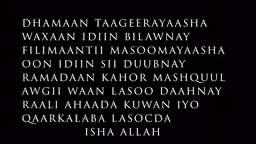 DHAMAAN TAAGEERAYAASHA
WAXAAN IDIIN BILAWNAY
FILIMAANTII MASOOMAYAASHA
OON IDIIN SII DUUBNAY
RAMADAAN KAHOR MASHQUUL
AWGII WAAN LASOO DAAHNAY
RAALI AHAADA KUWAN IYO
QAARKALABA LASOCDA
ISHA ALLAH